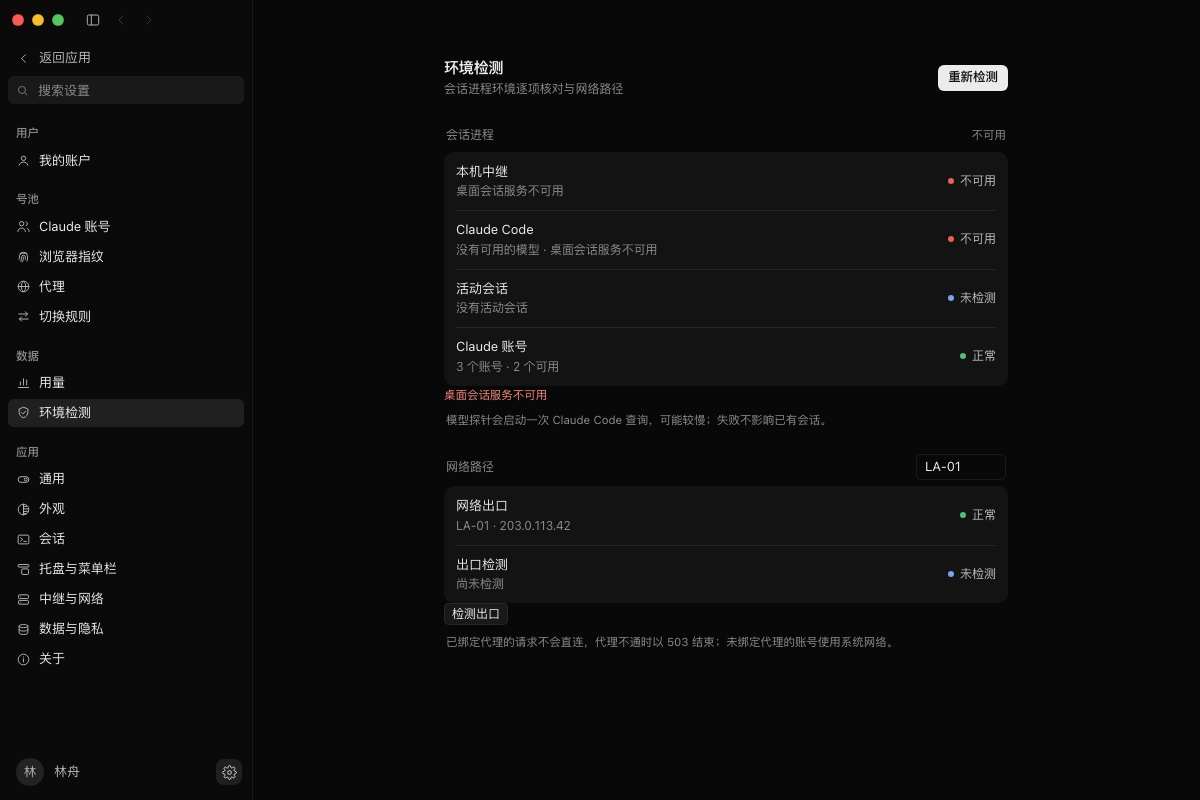 返回应用
搜索设置
用户
我的账户
号池
Claude 账号
浏览器指纹
代理
切换规则
数据
用量
环境检测
应用
通用
外观
会话
托盘与菜单栏
中继与网络
数据与隐私
关于
林 林舟
环境检测
会话进程环境逐项核对与网络路径
重新检测
会话进程 不可用
本机中继
桌面会话服务不可用
不可用
Claude Code
没有可用的模型 · 桌面会话服务不可用
不可用
活动会话
没有活动会话
未检测
Claude 账号
3 个账号 · 2 个可用
正常
桌面会话服务不可用
模型探针会启动一次 Claude Code 查询，可能较慢；失败不影响已有会话。
网络路径 LA-01
网络出口
LA-01 · 203.0.113.42
正常
出口检测
尚未检测
未检测
检测出口
已绑定代理的请求不会直连，代理不通时以 503 结束；未绑定代理的账号使用系统网络。